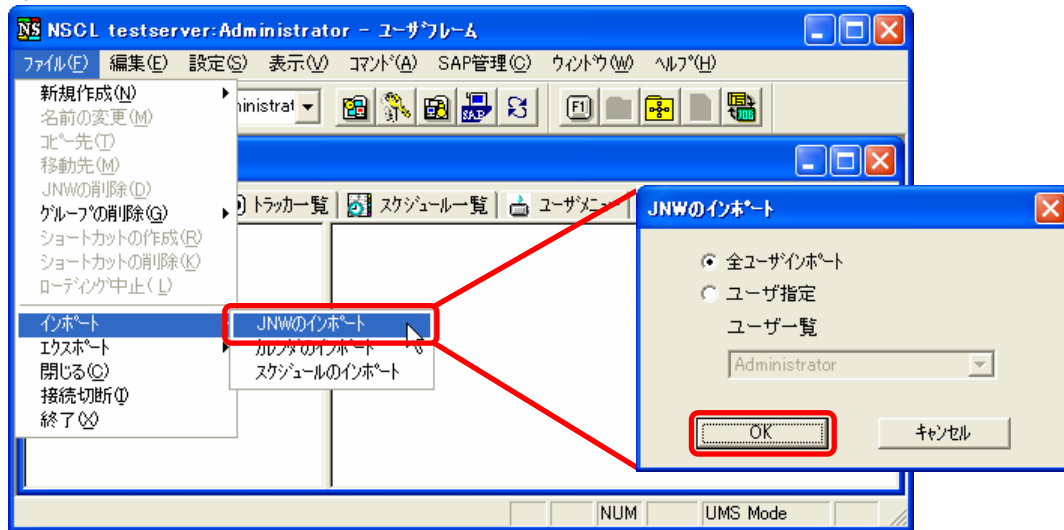 NS NSCL testserver:Administrator - ユーザフレーム
ファイル(F) 編集(E) 設定(S) 表示(V) コマンド(A) SAP管理(C) ウィンドウ(W) ヘルプ(H)
新規作成(N)
名前の変更(M)
コピー先(T)
移動先(M)
JNWの削除(D)
グループの削除(G)
ショートカットの作成(R)
ショートカットの削除(K)
ローディング中止(L)
インポート
エクスポート
閉じる(C)
接続切断(I)
終了(X)
SAP
F1
JOB
トラッカ一覧 スケジュール一覧 ユーザメニュー
JNWのインポート
カレンダのインポート
スケジュールのインポート
JNWのインポート
全ユーザインポート
ユーザ指定
ユーザ一覧
Administrator
OK キャンセル
NUM UMS Mode